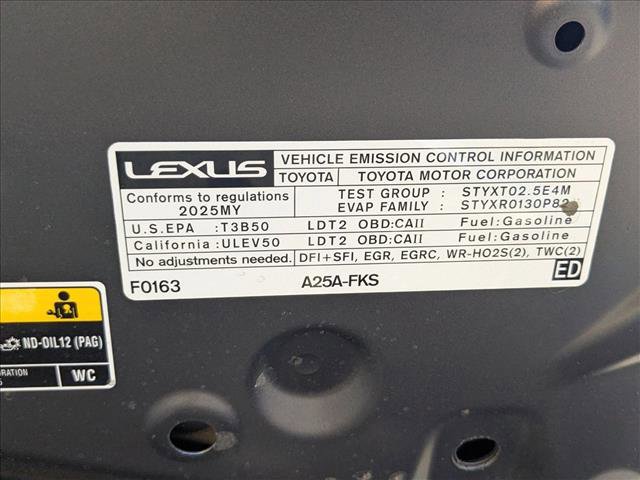 LEXUS VEHICLE EMISSION CONTROL INFORMATION
TOYOTA TOYOTA MOTOR CORPORATION
Conforms to regulations
2025MY
TEST GROUP : STYXT02.5E4M
EVAP FAMILY : STYXR0130P82
U.S.EPA :T3B50 LDT2 OBD:CAII Fuel:Gasoline
California :ULEV50 LDT2 OBD:CAII Fuel:Gasoline
No adjustments needed. DFI+SFI, EGR, EGRC, WR-HO2S(2), TWC(2)
F0163 A25A-FKS ED
ND-OIL12 (PAG)
WC